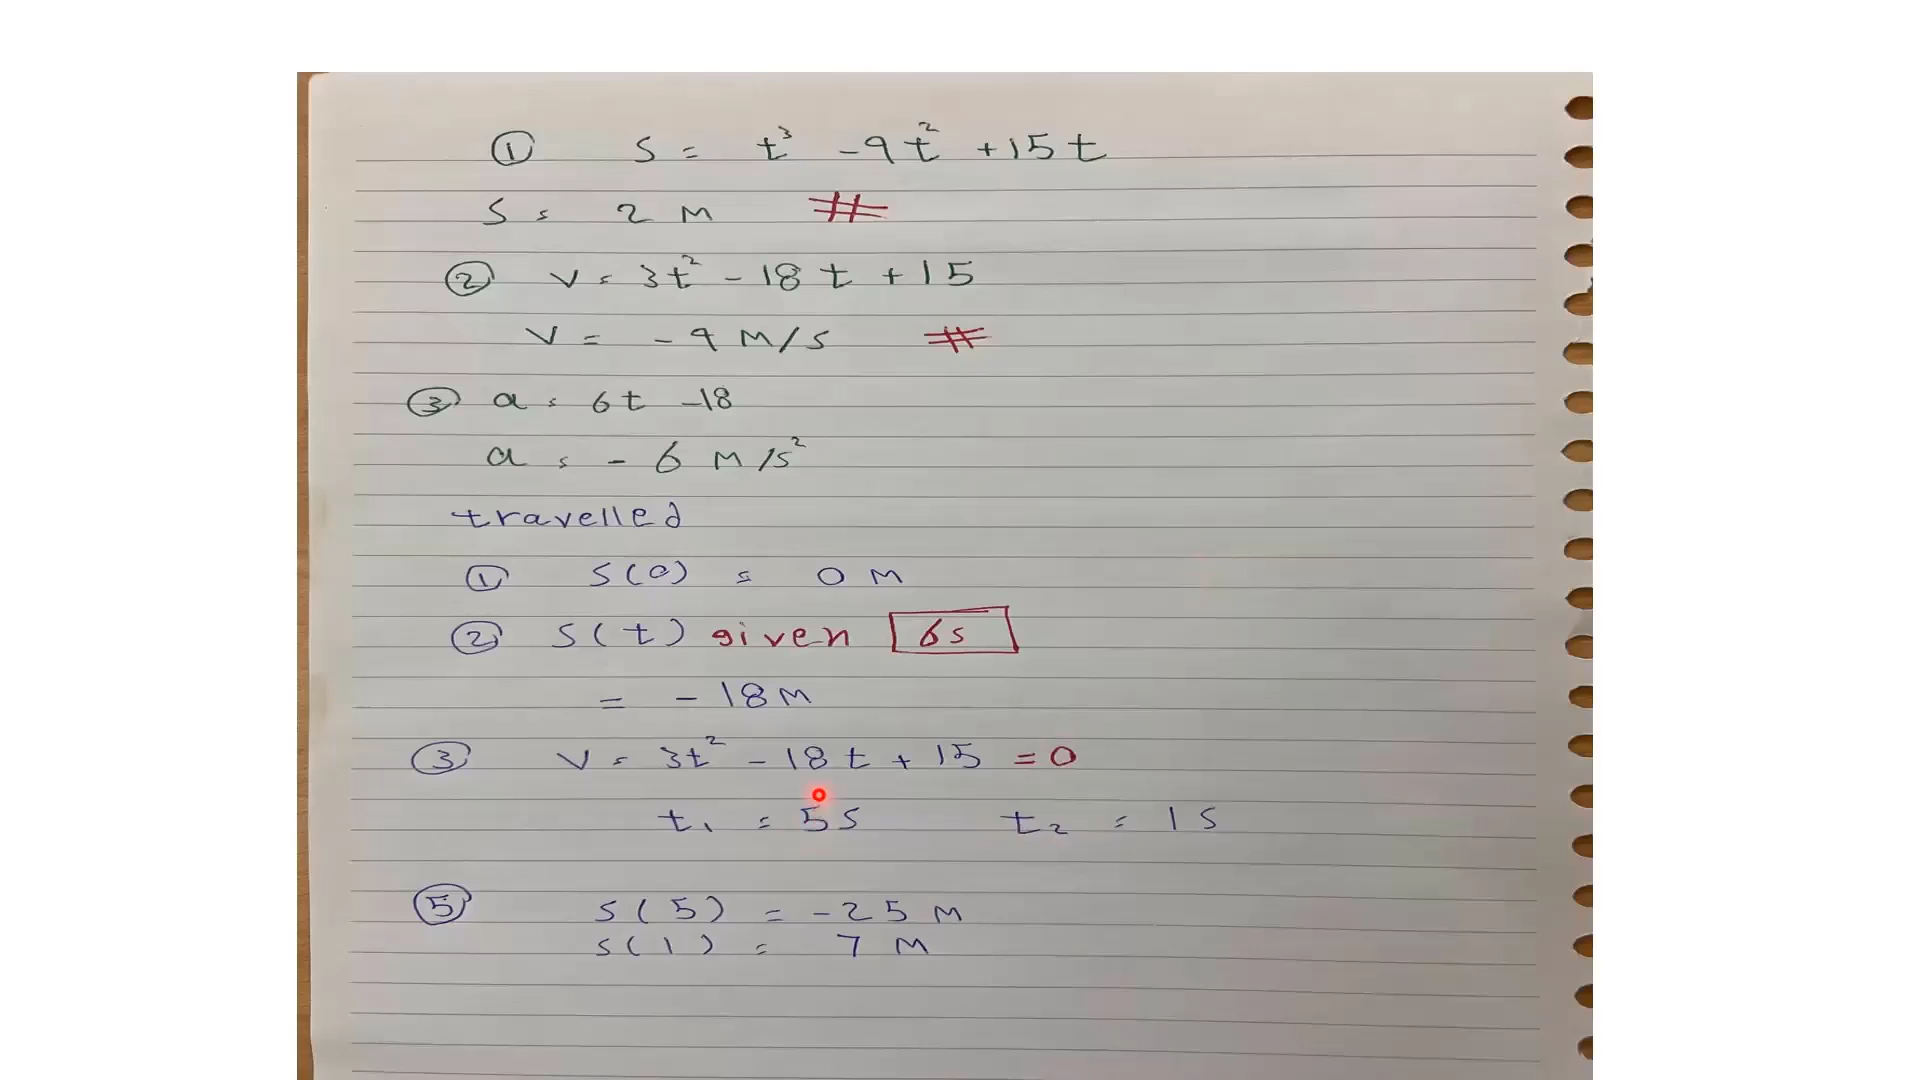 ① S = t³ -9t² +15t
S = 2 M #
② V = 3t² - 18t + 15
V = - 9 M/S #
③ a = 6t -18
a = - 6 M/S²
travelled
① S(0) = 0 M
② S(t) given 6s
= - 18M
③ V = 3t² - 18t + 15 = 0
t₁ = 5S t₂ = 1S
⑤ S(5) = -25 M
S(1) = 7 M